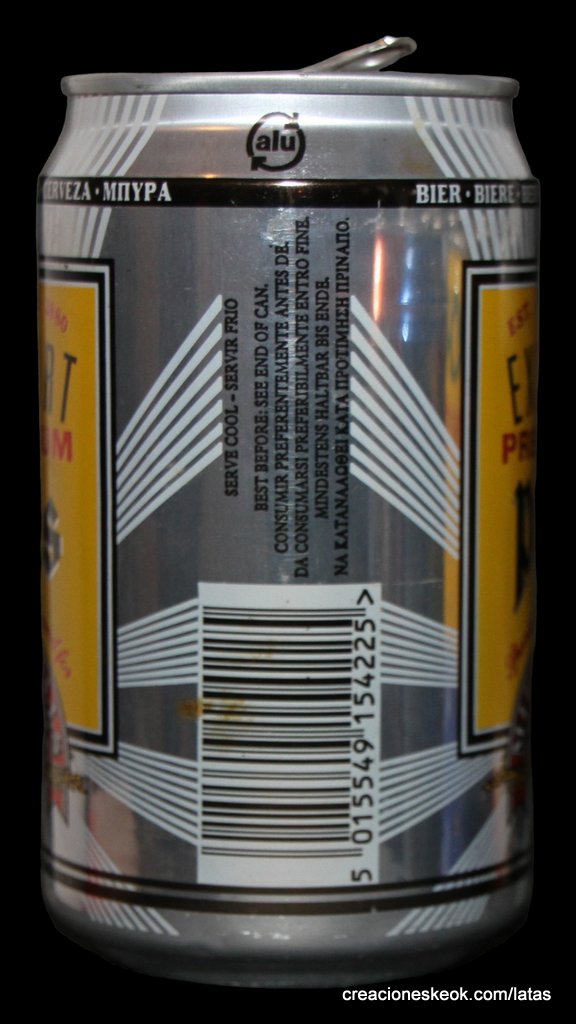 alu
CERVEZA · ΜΠΥΡΑ
BIER · BIERE ·
SERVE COOL – SERVIR FRIO
BEST BEFORE: SEE END OF CAN.
CONSUMIR PREFERENTEMENTE ANTES DE.
DA CONSUMARSI PREFERIBILMENTE ENTRO FINE.
MINDESTENS HALTBAR BIS ENDE.
ΝΑ ΚΑΤΑΝΑΛΩΘΕΙ ΚΑΤΑ ΠΡΟΤΙΜΗΣΗ ΠΡΙΝΑΠΟ.
EST.
5 015549 154225 >
creacioneskeok.com/latas